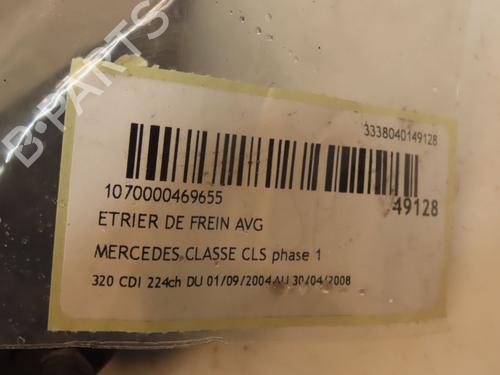 B-PARTS
3338040149128
1070000469655
49128
ETRIER DE FREIN AVG
MERCEDES CLASSE CLS phase 1
320 CDI 224ch DU 01/09/2004 AU 30/04/2008